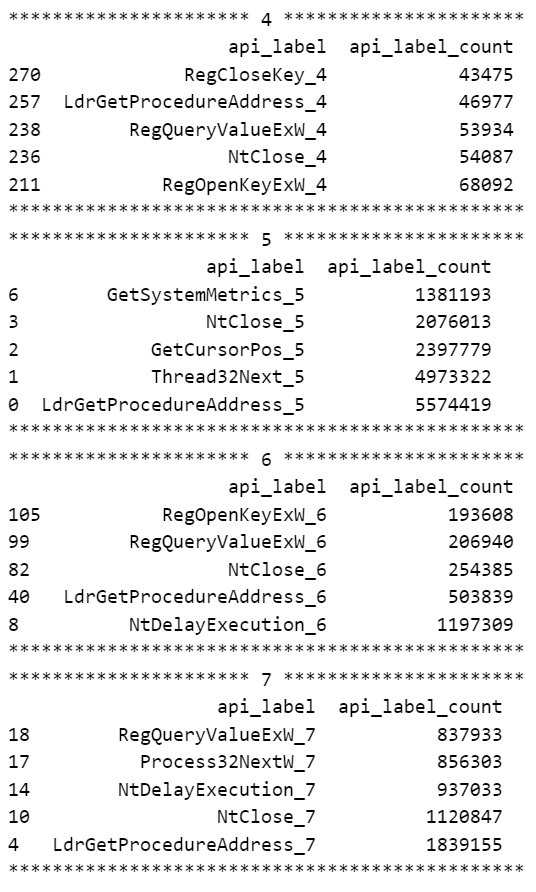 ********************** 4 **********************
api_label api_label_count
270 RegCloseKey_4 43475
257 LdrGetProcedureAddress_4 46977
238 RegQueryValueExW_4 53934
236 NtClose_4 54087
211 RegOpenKeyExW_4 68092
***********************************************
********************** 5 **********************
api_label api_label_count
6 GetSystemMetrics_5 1381193
3 NtClose_5 2076013
2 GetCursorPos_5 2397779
1 Thread32Next_5 4973322
0 LdrGetProcedureAddress_5 5574419
***********************************************
********************** 6 **********************
api_label api_label_count
105 RegOpenKeyExW_6 193608
99 RegQueryValueExW_6 206940
82 NtClose_6 254385
40 LdrGetProcedureAddress_6 503839
8 NtDelayExecution_6 1197309
***********************************************
********************** 7 **********************
api_label api_label_count
18 RegQueryValueExW_7 837933
17 Process32NextW_7 856303
14 NtDelayExecution_7 937033
10 NtClose_7 1120847
4 LdrGetProcedureAddress_7 1839155
***********************************************